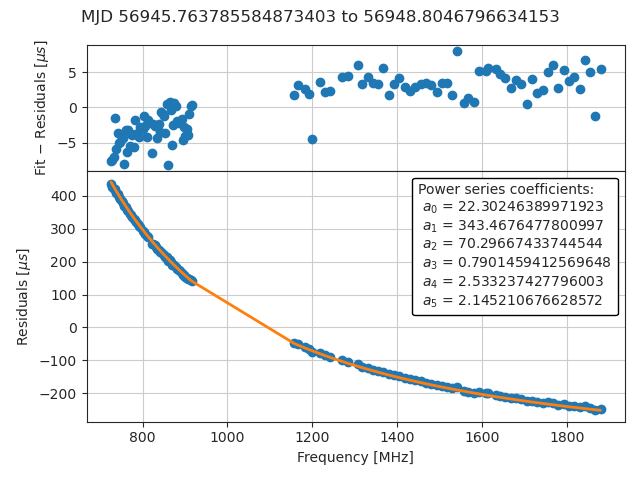 MJD 56945.763785584873403 to 56948.8046796634153
Fit − Residuals [μs]
5
0
−5
Residuals [μs]
400
300
200
100
0
−100
−200
Power series coefficients:
a₀ = 22.30246389971923
a₁ = 343.4676477800997
a₂ = 70.29667433744544
a₃ = 0.7901459412569648
a₄ = 2.533237427796003
a₅ = 2.145210676628572
800
1000
1200
1400
1600
1800
Frequency [MHz]